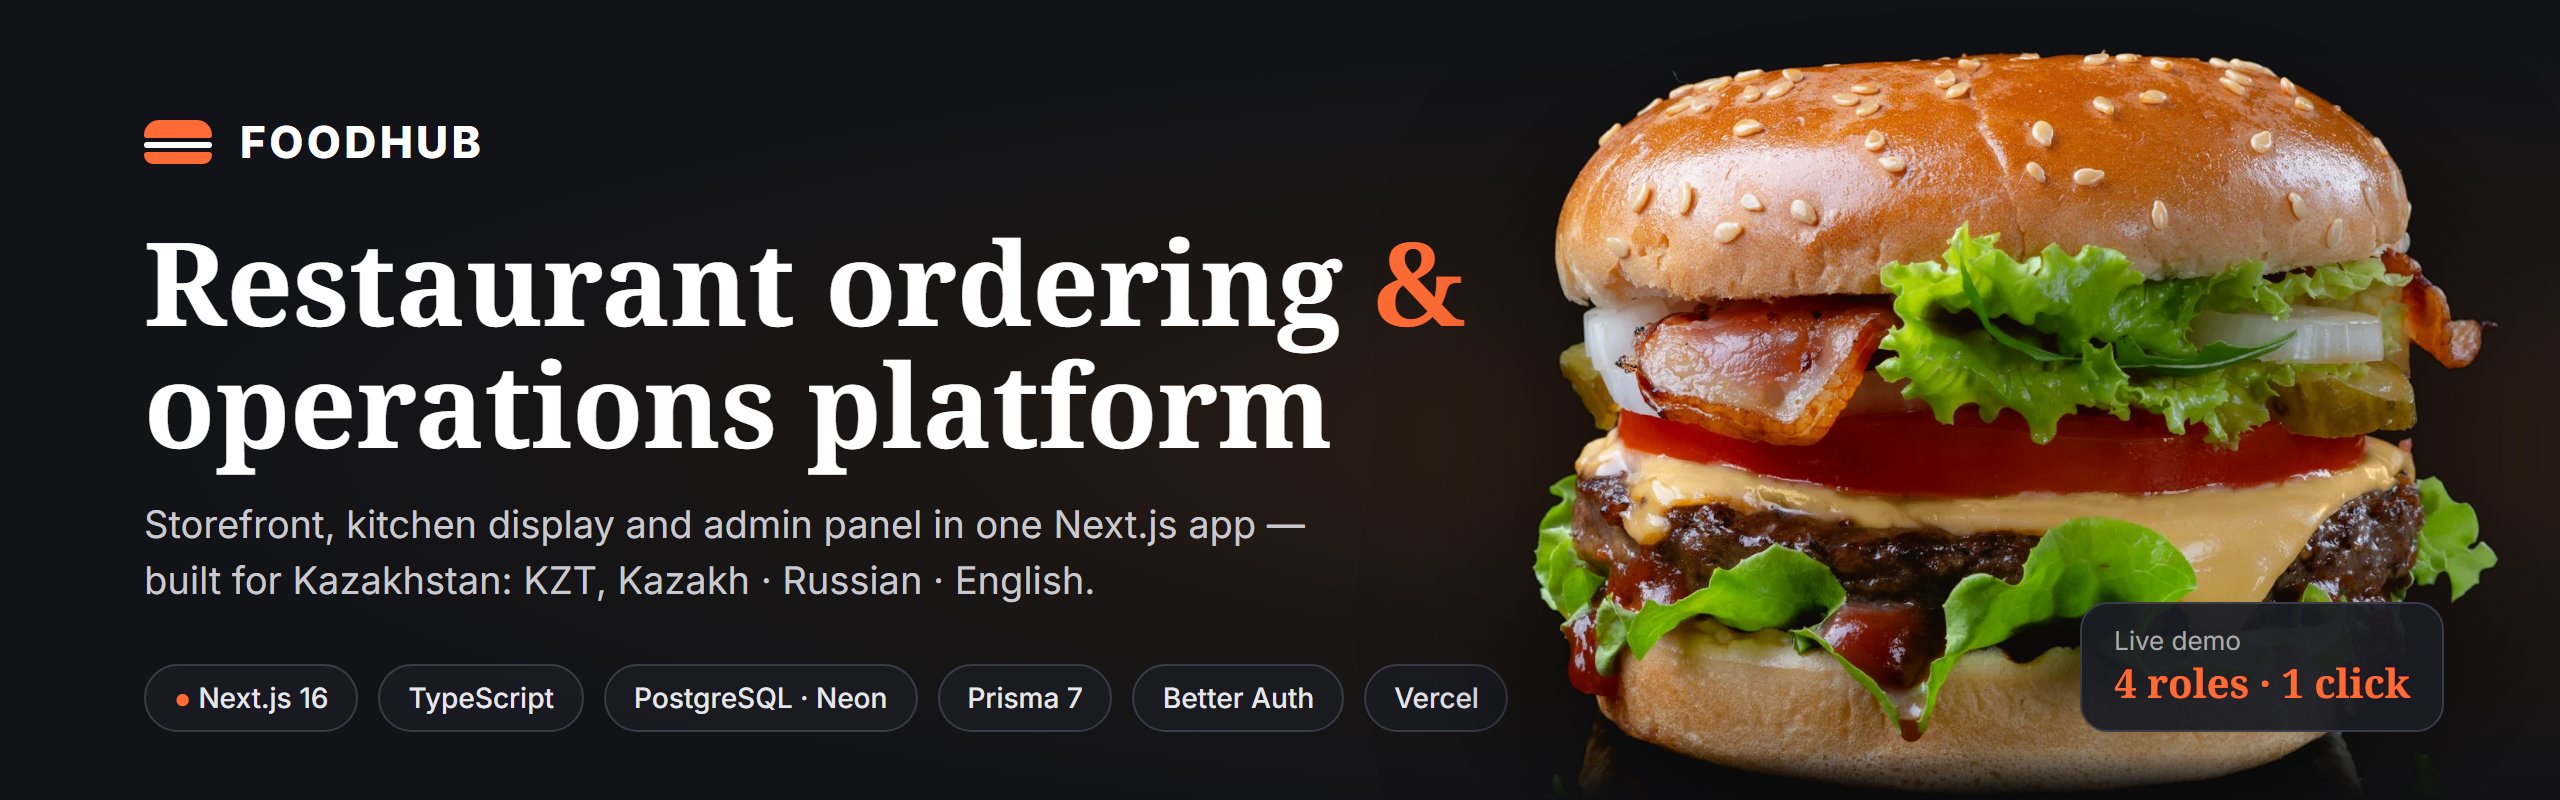 FOODHUB
Restaurant ordering &
operations platform
Storefront, kitchen display and admin panel in one Next.js app —
built for Kazakhstan: KZT, Kazakh · Russian · English.
● Next.js 16 TypeScript PostgreSQL · Neon Prisma 7 Better Auth Vercel
Live demo
4 roles · 1 click